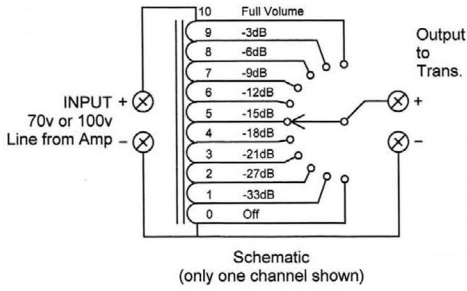 10 Full Volume
9 -3dB
8 -6dB
7 -9dB
6 -12dB
5 -15dB
4 -18dB
3 -21dB
2 -27dB
1 -33dB
0 Off
INPUT +
70v or 100v
Line from Amp –
Output
to
Trans.
+
–
Schematic
(only one channel shown)